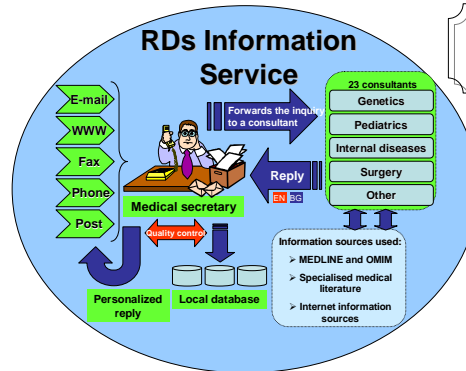 RDs Information
Service
E-mail
WWW
Fax
Phone
Post
Forwards the inquiry
to a consultant
Reply
EN BG
Medical secretary
Quality control
Personalized
reply
Local database
23 consultants
Genetics
Pediatrics
Internal diseases
Surgery
Other
Information sources used:
➢ MEDLINE and OMIM
➢ Specialised medical
literature
➢ Internet information
sources